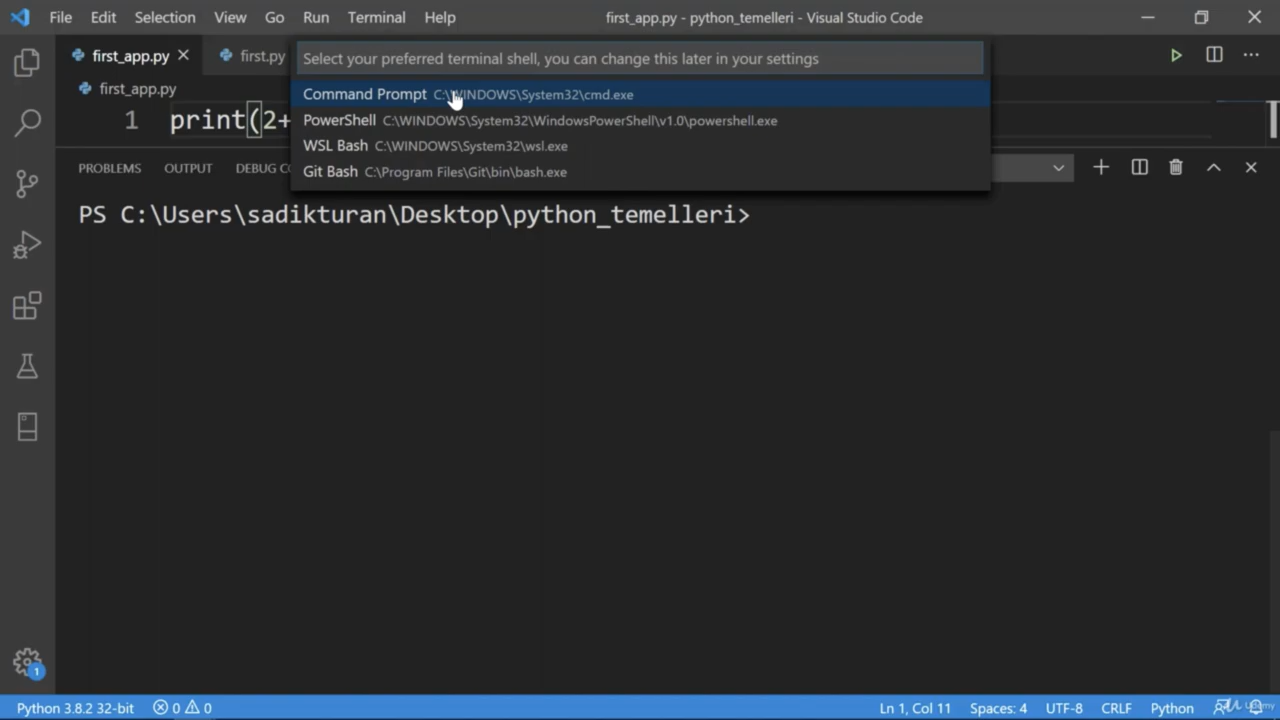 File Edit Selection View Go Run Terminal Help first_app.py - python_temelleri - Visual Studio Code
first_app.py first.py
Select your preferred terminal shell, you can change this later in your settings
first_app.py
Command Prompt C:\WINDOWS\System32\cmd.exe
1 print(2+
PowerShell C:\WINDOWS\System32\WindowsPowerShell\v1.0\powershell.exe
WSL Bash C:\WINDOWS\System32\wsl.exe
PROBLEMS OUTPUT DEBUG CO
Git Bash C:\Program Files\Git\bin\bash.exe
PS C:\Users\sadikturan\Desktop\python_temelleri>
1
Python 3.8.2 32-bit 0 0 Ln 1, Col 11 Spaces: 4 UTF-8 CRLF Python Udemy